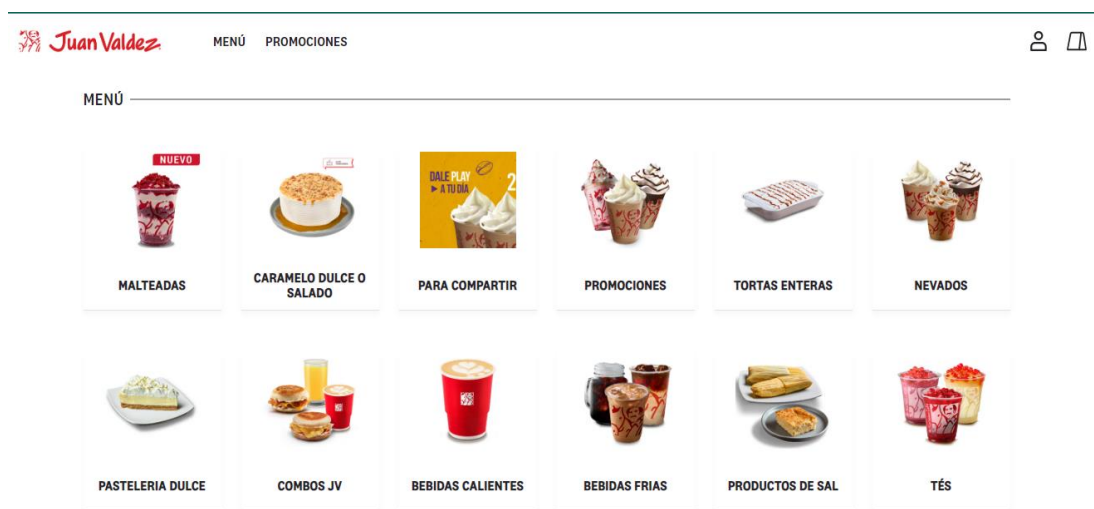 Juan Valdez
MENÚ PROMOCIONES
MENÚ
NUEVO
DALE PLAY
A TU DÍA
2
MALTEADAS
CARAMELO DULCE O
SALADO
PARA COMPARTIR
PROMOCIONES
TORTAS ENTERAS
NEVADOS
PASTELERIA DULCE
COMBOS JV
BEBIDAS CALIENTES
BEBIDAS FRIAS
PRODUCTOS DE SAL
TÉS